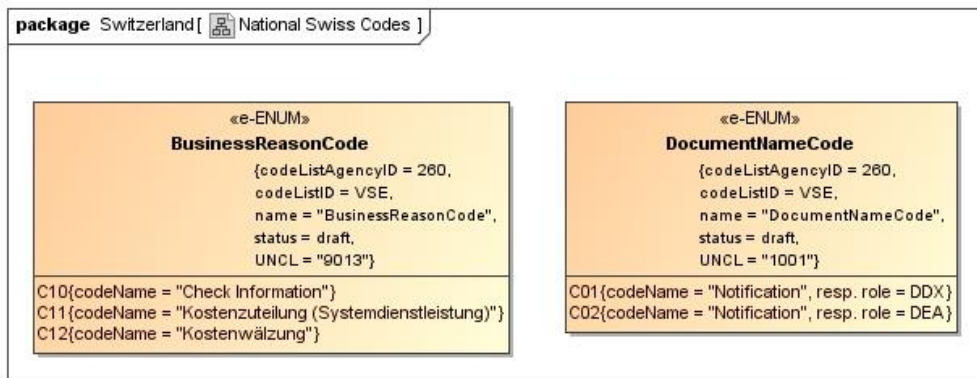 package Switzerland[ National Swiss Codes ]
«e-ENUM»
BusinessReasonCode
{codeListAgencyID = 260,
codeListID = VSE,
name = "BusinessReasonCode",
status = draft,
UNCL = "9013"}
C10{codeName = "Check Information"}
C11{codeName = "Kostenzuteilung (Systemdienstleistung)"}
C12{codeName = "Kostenwälzung"}
«e-ENUM»
DocumentNameCode
{codeListAgencyID = 260,
codeListID = VSE,
name = "DocumentNameCode",
status = draft,
UNCL = "1001"}
C01{codeName = "Notification", resp. role = DDX}
C02{codeName = "Notification", resp. role = DEA}